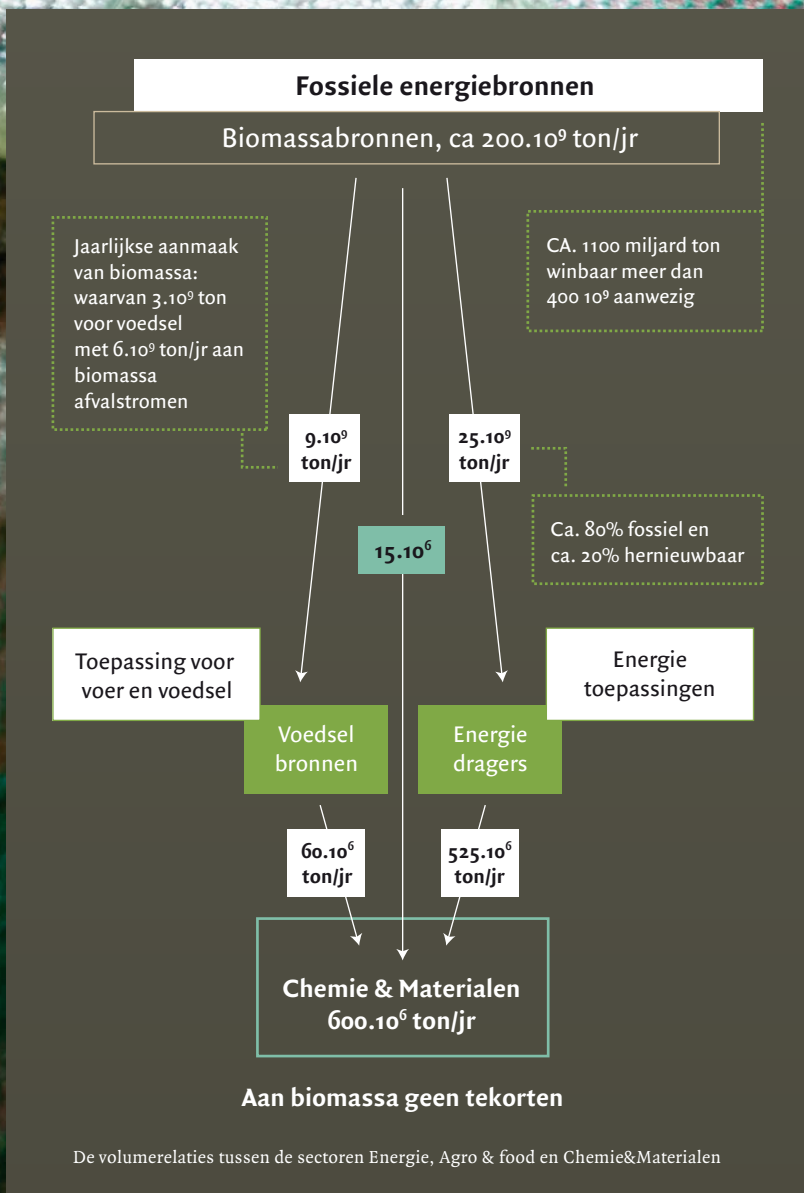 Fossiele energiebronnen
Biomassabronnen, ca 200.10⁹ ton/jr
Jaarlijkse aanmaak
van biomassa:
waarvan 3.10⁹ ton
voor voedsel
met 6.10⁹ ton/jr aan
biomassa
afvalstromen
CA. 1100 miljard ton
winbaar meer dan
400 10⁹ aanwezig
9.10⁹
ton/jr
25.10⁹
ton/jr
Ca. 80% fossiel en
ca. 20% hernieuwbaar
15.10⁶
Toepassing voor
voer en voedsel
Energie
toepassingen
Voedsel
bronnen
Energie
dragers
60.10⁶
ton/jr
525.10⁶
ton/jr
Chemie & Materialen
600.10⁶ ton/jr
Aan biomassa geen tekorten
De volumerelaties tussen de sectoren Energie, Agro & food en Chemie&Materialen